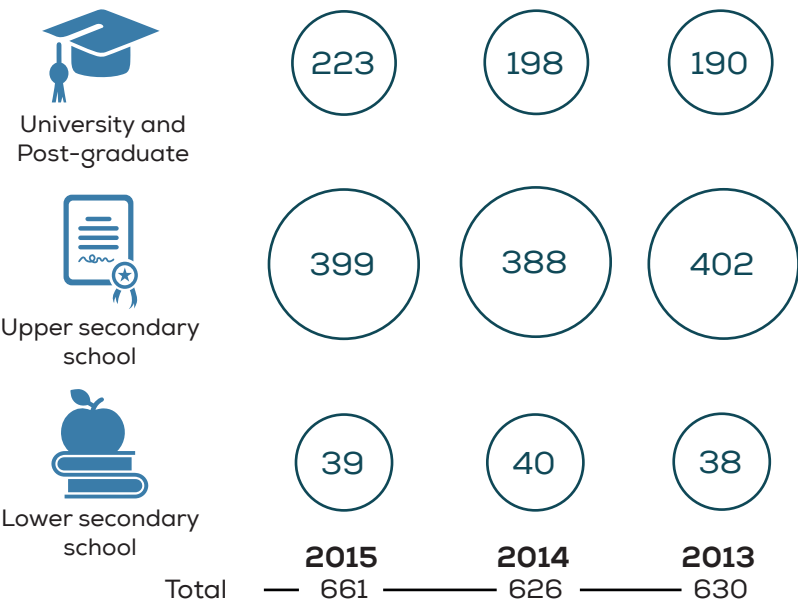 223 198 190
University and
Post-graduate
399 388 402
Upper secondary
school
39 40 38
Lower secondary
school
2015 2014 2013
Total 661 626 630